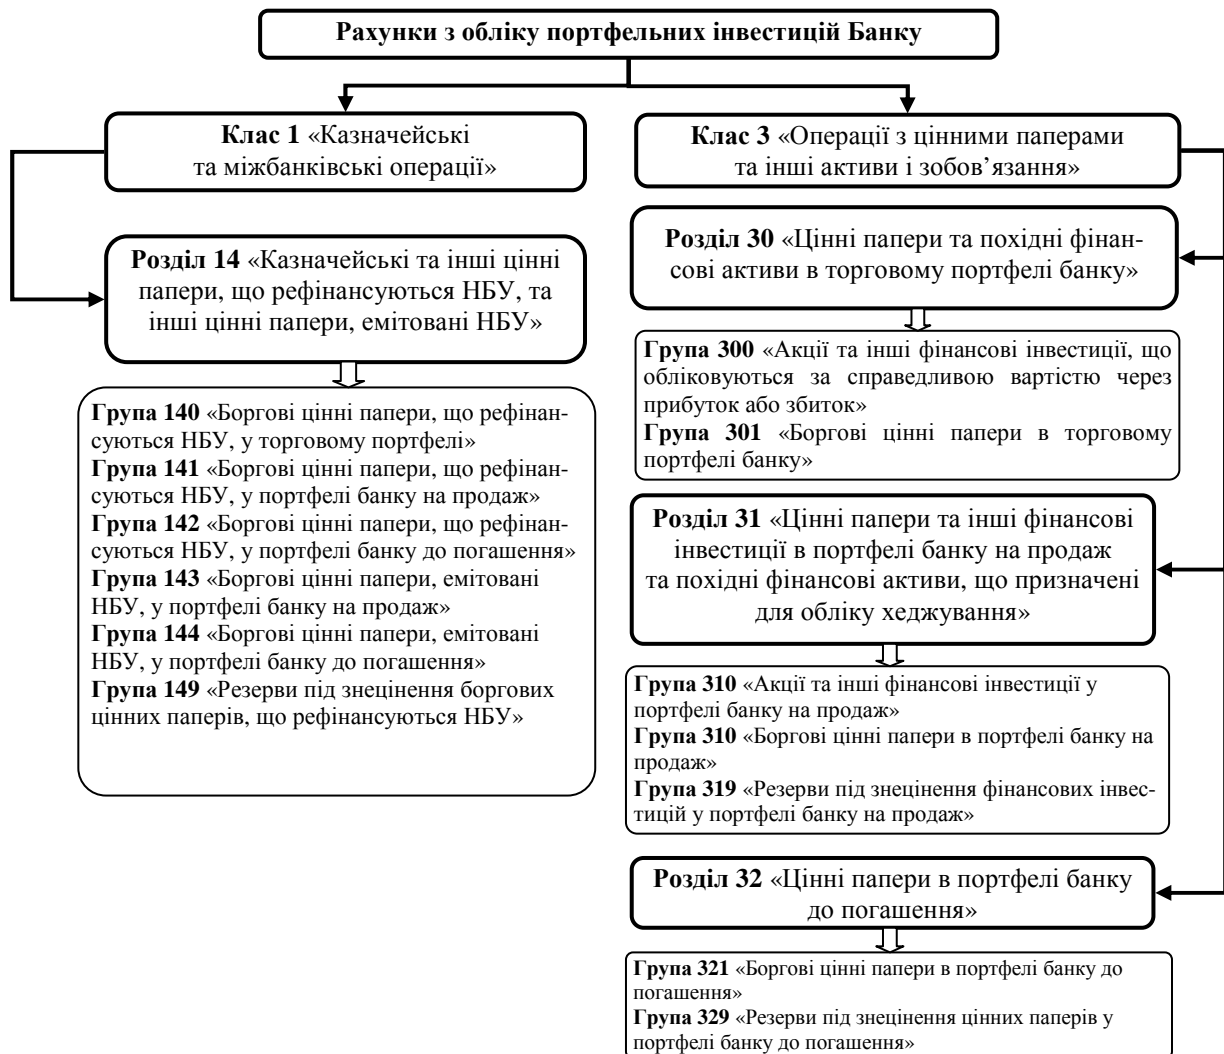 Рахунки з обліку портфельних інвестицій Банку
Клас 1 «Казначейські
та міжбанківські операції»
Розділ 14 «Казначейські та інші цінні
папери, що рефінансуються НБУ, та
інші цінні папери, емітовані НБУ»
Група 140 «Боргові цінні папери, що рефінан-
суються НБУ, у торговому портфелі»
Група 141 «Боргові цінні папери, що рефінан-
суються НБУ, у портфелі банку на продаж»
Група 142 «Боргові цінні папери, що рефінан-
суються НБУ, у портфелі банку до погашення»
Група 143 «Боргові цінні папери, емітовані
НБУ, у портфелі банку на продаж»
Група 144 «Боргові цінні папери, емітовані
НБУ, у портфелі банку до погашення»
Група 149 «Резерви під знецінення боргових
цінних паперів, що рефінансуються НБУ»
Клас 3 «Операції з цінними паперами
та інші активи і зобов’язання»
Розділ 30 «Цінні папери та похідні фінан-
сові активи в торговому портфелі банку»
Група 300 «Акції та інші фінансові інвестиції, що
обліковуються за справедливою вартістю через
прибуток або збиток»
Група 301 «Боргові цінні папери в торговому
портфелі банку»
Розділ 31 «Цінні папери та інші фінансові
інвестиції в портфелі банку на продаж
та похідні фінансові активи, що призначені
для обліку хеджування»
Група 310 «Акції та інші фінансові інвестиції у
портфелі банку на продаж»
Група 310 «Боргові цінні папери в портфелі банку на
продаж»
Група 319 «Резерви під знецінення фінансових інвес-
тицій у портфелі банку на продаж»
Розділ 32 «Цінні папери в портфелі банку
до погашення»
Група 321 «Боргові цінні папери в портфелі банку до
погашення»
Група 329 «Резерви під знецінення цінних паперів у
портфелі банку до погашення»